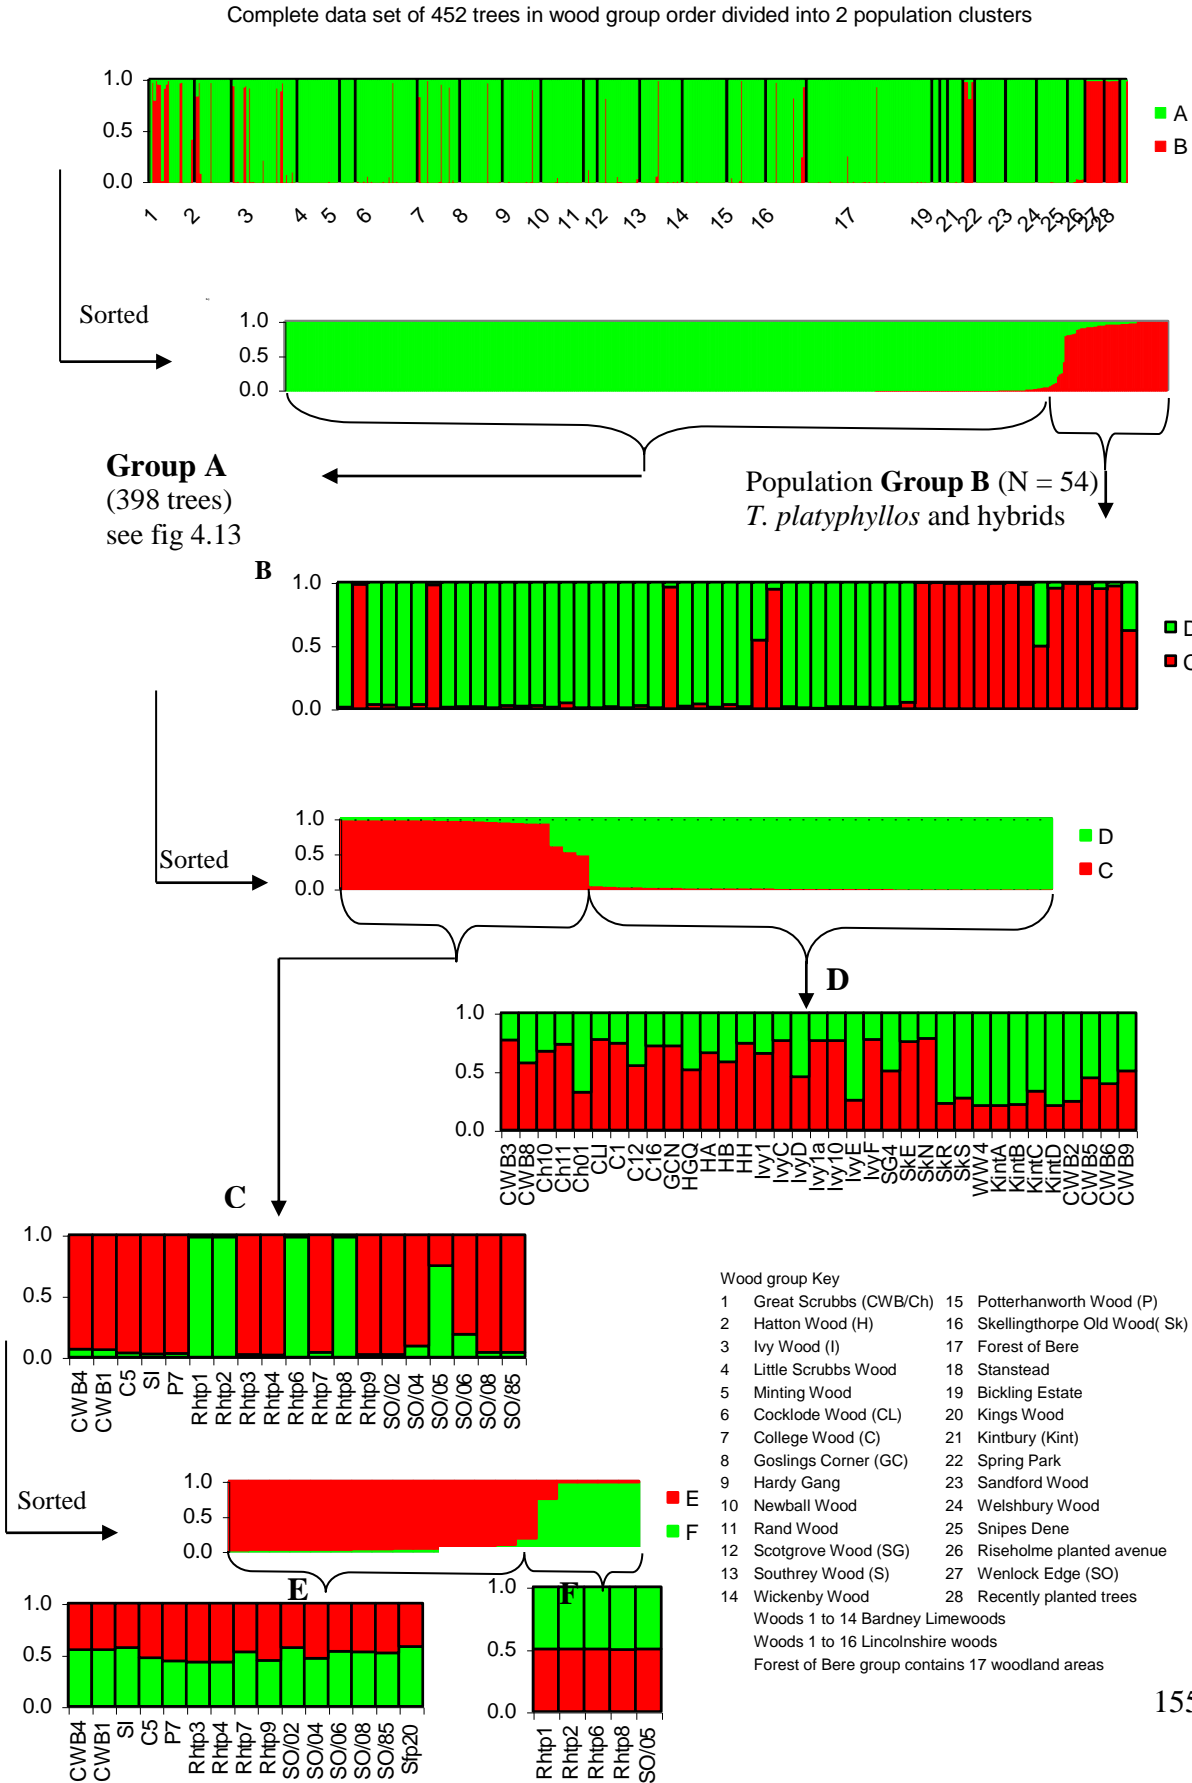 Complete data set of 452 trees in wood group order divided into 2 population clusters
1.0
0.5
0.0
A
B
1 2 3 4 5 6 7 8 9 10 11 12 13 14 15 16 17 19 21 22 23 24 25 26 27 28
Sorted
1.0
0.5
0.0
Group A
(398 trees)
see fig 4.13
Population Group B (N = 54)
T. platyphyllos and hybrids
B
1.0
0.5
0.0
D
Sorted
1.0
0.5
0.0
D
C
D
1.0
0.5
0.0
CWB3 CWB8 Ch10 Ch11 Ch01 CLI C1 C12 C16 GCN HGQ HA HB HH Ivy1 IvyC IvyD Ivy1a Ivy10 IvyE IvyF SG4 SkE SkN SkR SkS WW4 KintA KintB KintC KintD CWB2 CWB5 CWB6 CWB9
C
1.0
0.5
0.0
CWB4 CWB1 C5 SI P7 Rhtp1 Rhtp2 Rhtp3 Rhtp4 Rhtp6 Rhtp7 Rhtp8 Rhtp9 SO/02 SO/04 SO/05 SO/06 SO/08 SO/85
Sorted
1.0
0.5
0.0
E
F
E
1.0
0.5
0.0
CWB4 CWB1 SI C5 P7 Rhtp3 Rhtp4 Rhtp7 Rhtp9 SO/02 SO/04 SO/06 SO/08 SO/85 Sfp20
F
1.0
0.5
0.0
Rhtp1 Rhtp2 Rhtp6 Rhtp8 SO/05
Wood group Key
1 Great Scrubbs (CWB/Ch) 15 Potterhanworth Wood (P)
2 Hatton Wood (H) 16 Skellingthorpe Old Wood( Sk)
3 Ivy Wood (I) 17 Forest of Bere
4 Little Scrubbs Wood 18 Stanstead
5 Minting Wood 19 Bickling Estate
6 Cocklode Wood (CL) 20 Kings Wood
7 College Wood (C) 21 Kintbury (Kint)
8 Goslings Corner (GC) 22 Spring Park
9 Hardy Gang 23 Sandford Wood
10 Newball Wood 24 Welshbury Wood
11 Rand Wood 25 Snipes Dene
12 Scotgrove Wood (SG) 26 Riseholme planted avenue
13 Southrey Wood (S) 27 Wenlock Edge (SO)
14 Wickenby Wood 28 Recently planted trees
Woods 1 to 14 Bardney Limewoods
Woods 1 to 16 Lincolnshire woods
Forest of Bere group contains 17 woodland areas
155